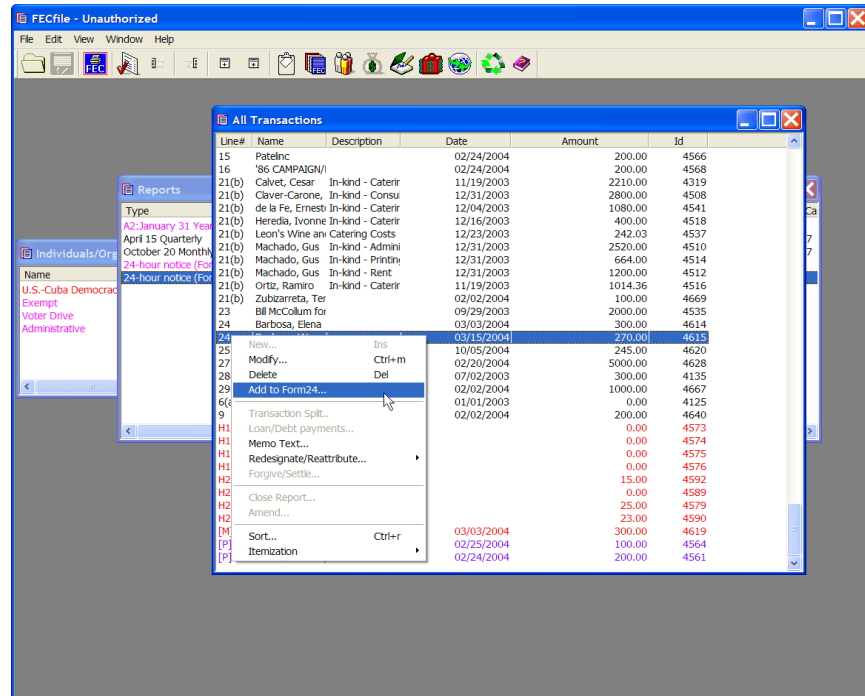 FECfile - Unauthorized
File Edit View Window Help
FEC
FEC
All Transactions
Line# Name Description Date Amount Id
15 PateInc 02/24/2004 200.00 4566
16 '86 CAMPAIGN/ 02/24/2004 200.00 4568
21(b) Calvet, Cesar In-kind - Caterir 11/19/2003 2210.00 4319
21(b) Claver-Carone, In-kind - Consul 12/31/2003 2800.00 4508
21(b) de la Fe, Ernest In-kind - Caterir 12/04/2003 1080.00 4541
21(b) Heredia, Ivonne In-kind - Caterir 12/16/2003 400.00 4518
21(b) Leon's Wine an Catering Costs 12/23/2003 242.03 4537
21(b) Machado, Gus In-kind - Admini 12/31/2003 2520.00 4510
21(b) Machado, Gus In-kind - Printing 12/31/2003 664.00 4514
21(b) Machado, Gus In-kind - Rent 12/31/2003 1200.00 4512
21(b) Ortiz, Ramiro In-kind - Caterir 11/19/2003 1014.36 4516
21(b) Zubizarreta, Ter 02/02/2004 100.00 4669
23 Bill McCollum for 09/29/2003 2000.00 4535
24 Barbosa, Elena 03/03/2004 300.00 4614
24 03/15/2004 270.00 4615
25 10/05/2004 245.00 4620
27 02/20/2004 5000.00 4628
28( 07/02/2003 300.00 4135
29 02/02/2004 1000.00 4667
6(a 01/01/2003 0.00 4125
9 02/02/2004 200.00 4640
H1 0.00 4573
H1 0.00 4574
H1 0.00 4575
H1 0.00 4576
H2 15.00 4592
H2 0.00 4589
H2 25.00 4579
H2 23.00 4590
[M] 03/03/2004 300.00 4619
[P] 02/25/2004 100.00 4564
[P] 02/24/2004 200.00 4561
New... Ins
Modify... Ctrl+m
Delete Del
Add to Form24...
Transaction Split..
Loan/Debt payments...
Memo Text...
Redesignate/Reattribute...
Forgive/Settle...
Close Report...
Amend...
Sort... Ctrl+r
Itemization
Reports
Type
A2:January 31 Year
April 15 Quarterly
October 20 Monthly
24-hour notice (For
24-hour notice (For
Ca
7
7
Individuals/Org
Name
U.S.-Cuba Democrac
Exempt
Voter Drive
Administrative